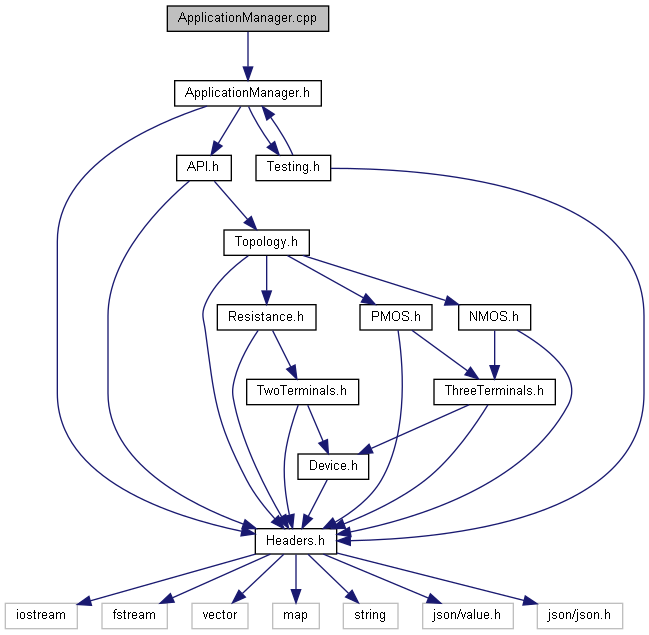 ApplicationManager.cpp
ApplicationManager.h
API.h
Testing.h
Topology.h
Resistance.h
PMOS.h
NMOS.h
TwoTerminals.h
ThreeTerminals.h
Device.h
Headers.h
iostream
fstream
vector
map
string
json/value.h
json/json.h